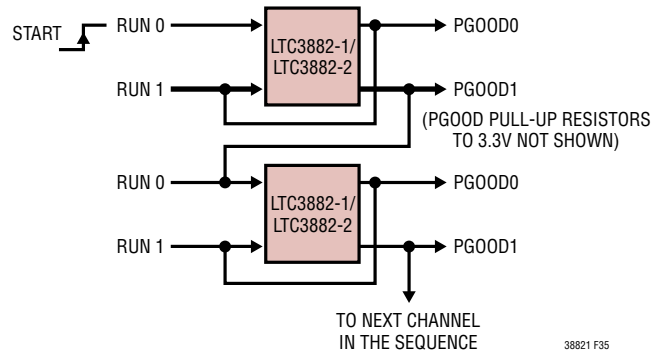 START
RUN 0
LTC3882-1/
LTC3882-2
PGOOD0
RUN 1
PGOOD1
(PGOOD PULL-UP RESISTORS
TO 3.3V NOT SHOWN)
RUN 0
LTC3882-1/
LTC3882-2
PGOOD0
RUN 1
PGOOD1
TO NEXT CHANNEL
IN THE SEQUENCE
38821 F35